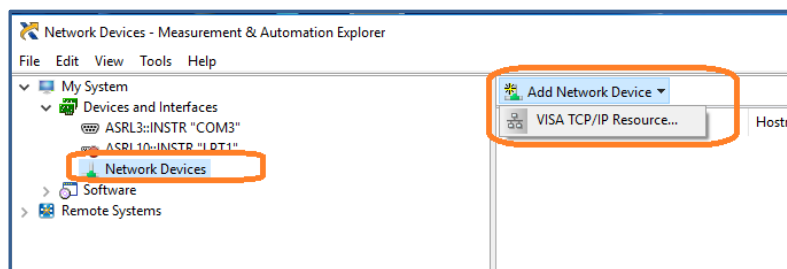 Network Devices - Measurement & Automation Explorer
File Edit View Tools Help
My System
Devices and Interfaces
ASRL3::INSTR "COM3"
ASRL10::INSTR "LPT1"
Network Devices
Software
Remote Systems
Add Network Device
VISA TCP/IP Resource...
Hostn